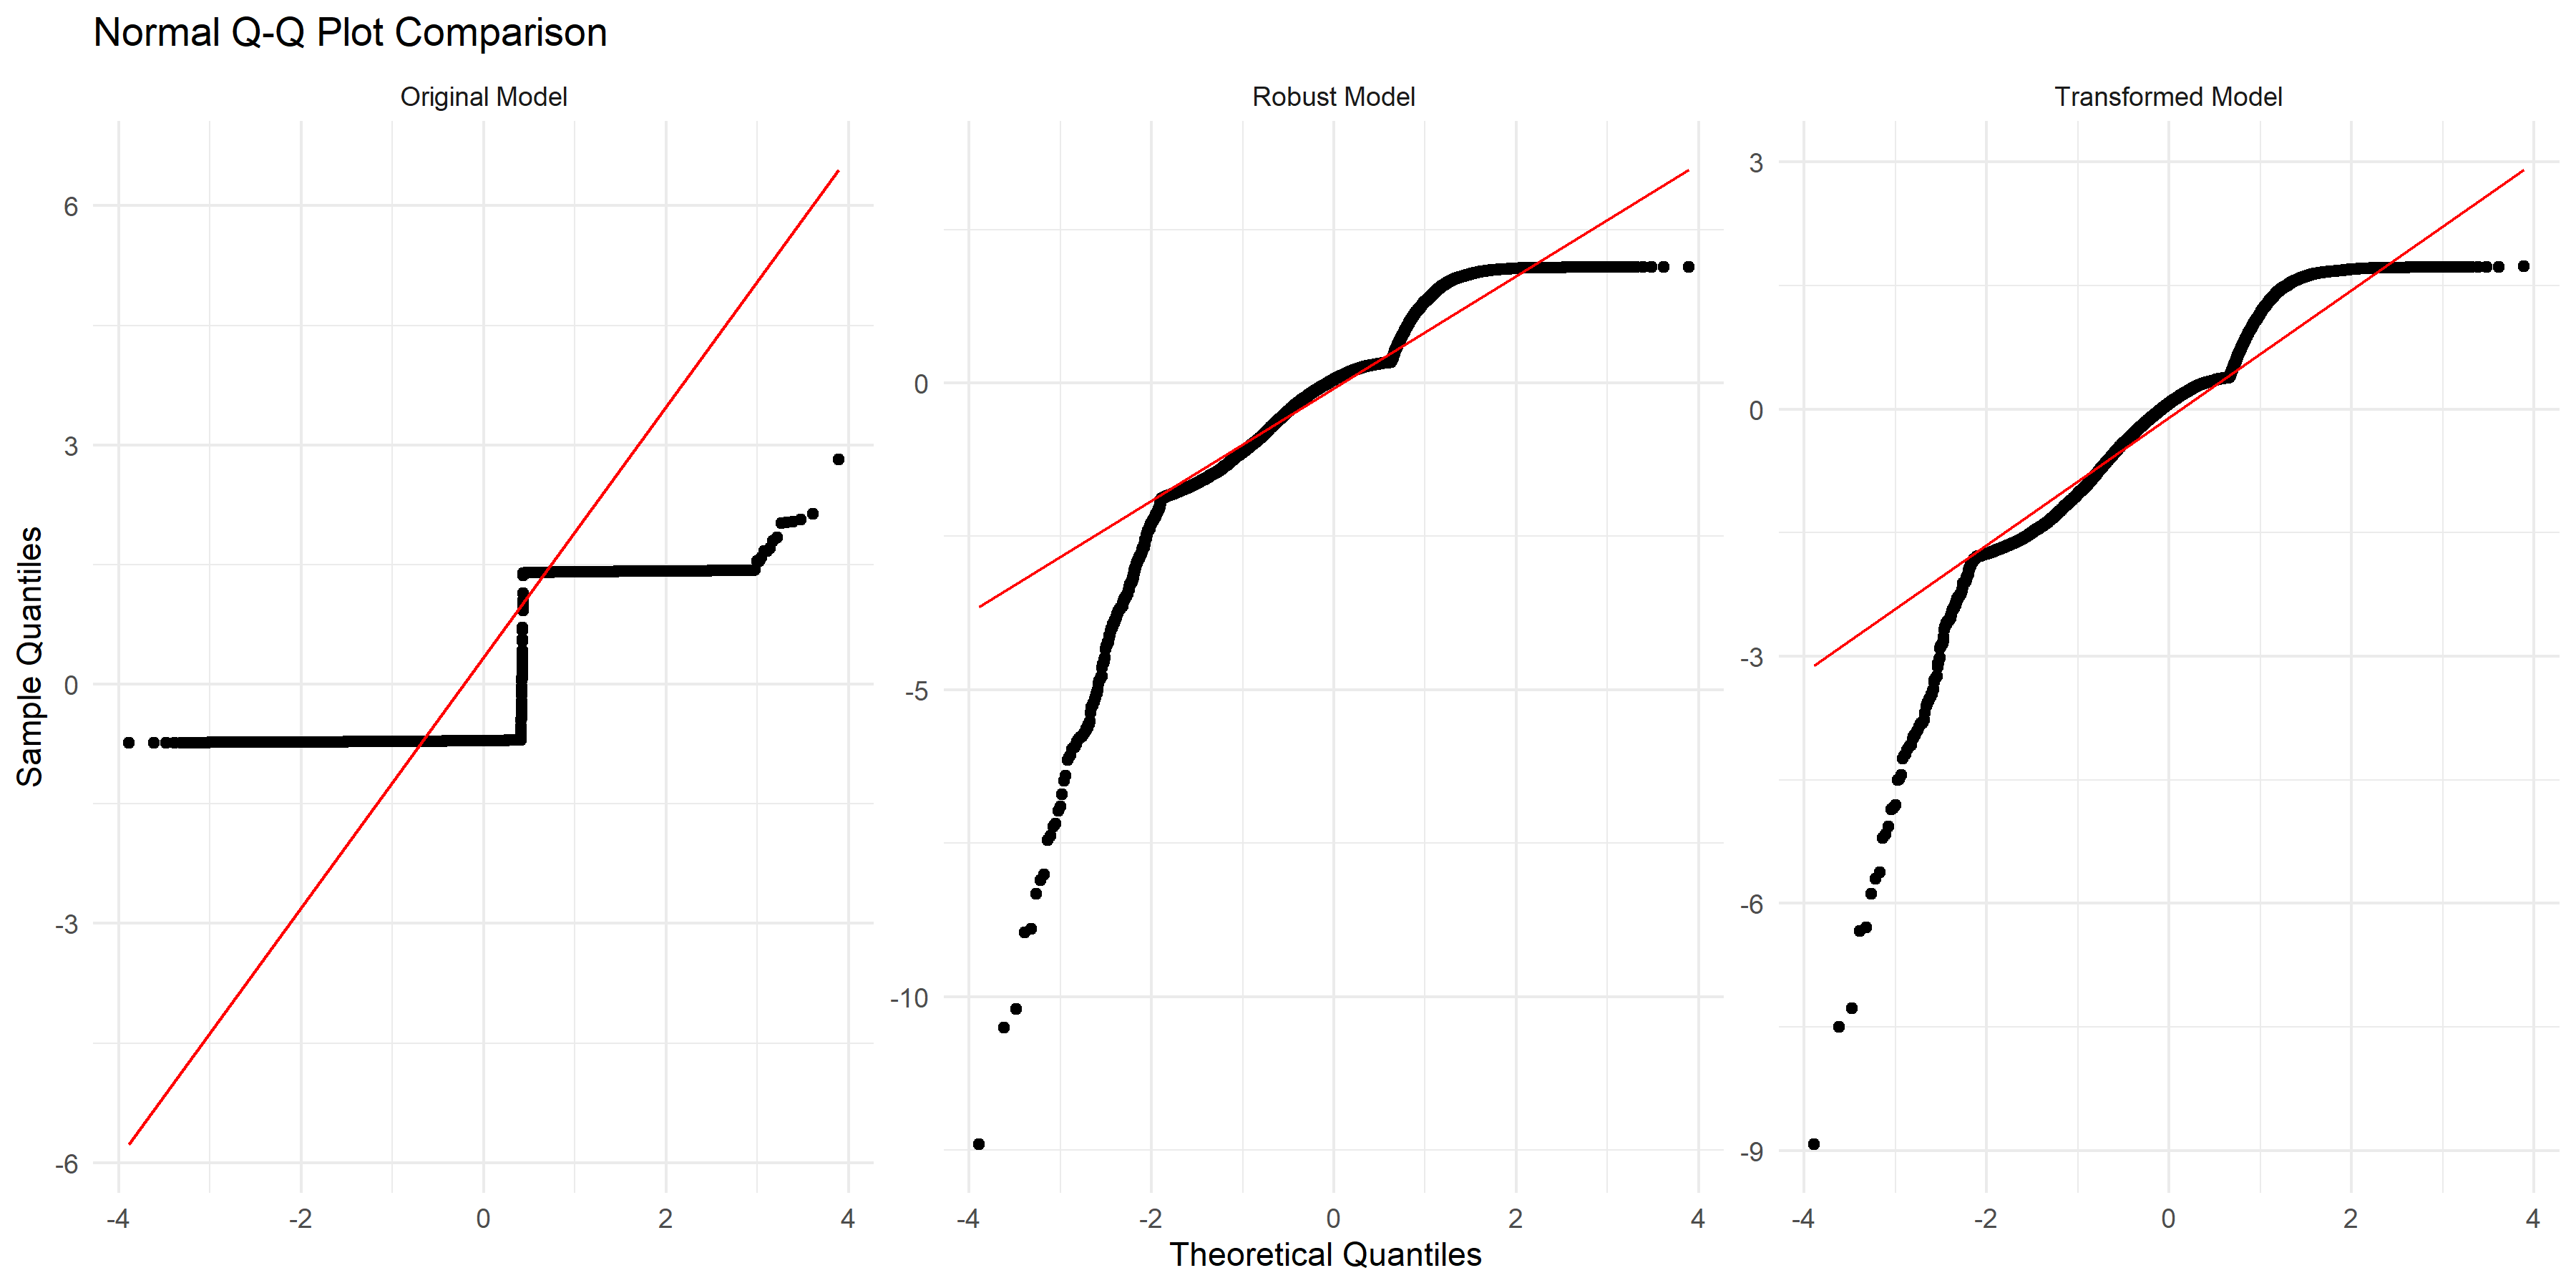 Normal Q-Q Plot Comparison
Original Model
Robust Model
Transformed Model
Sample Quantiles
6
3
0
-3
-6
0
-5
-10
3
0
-3
-6
-9
-4 -2 0 2 4
-4 -2 0 2 4
-4 -2 0 2 4
Theoretical Quantiles